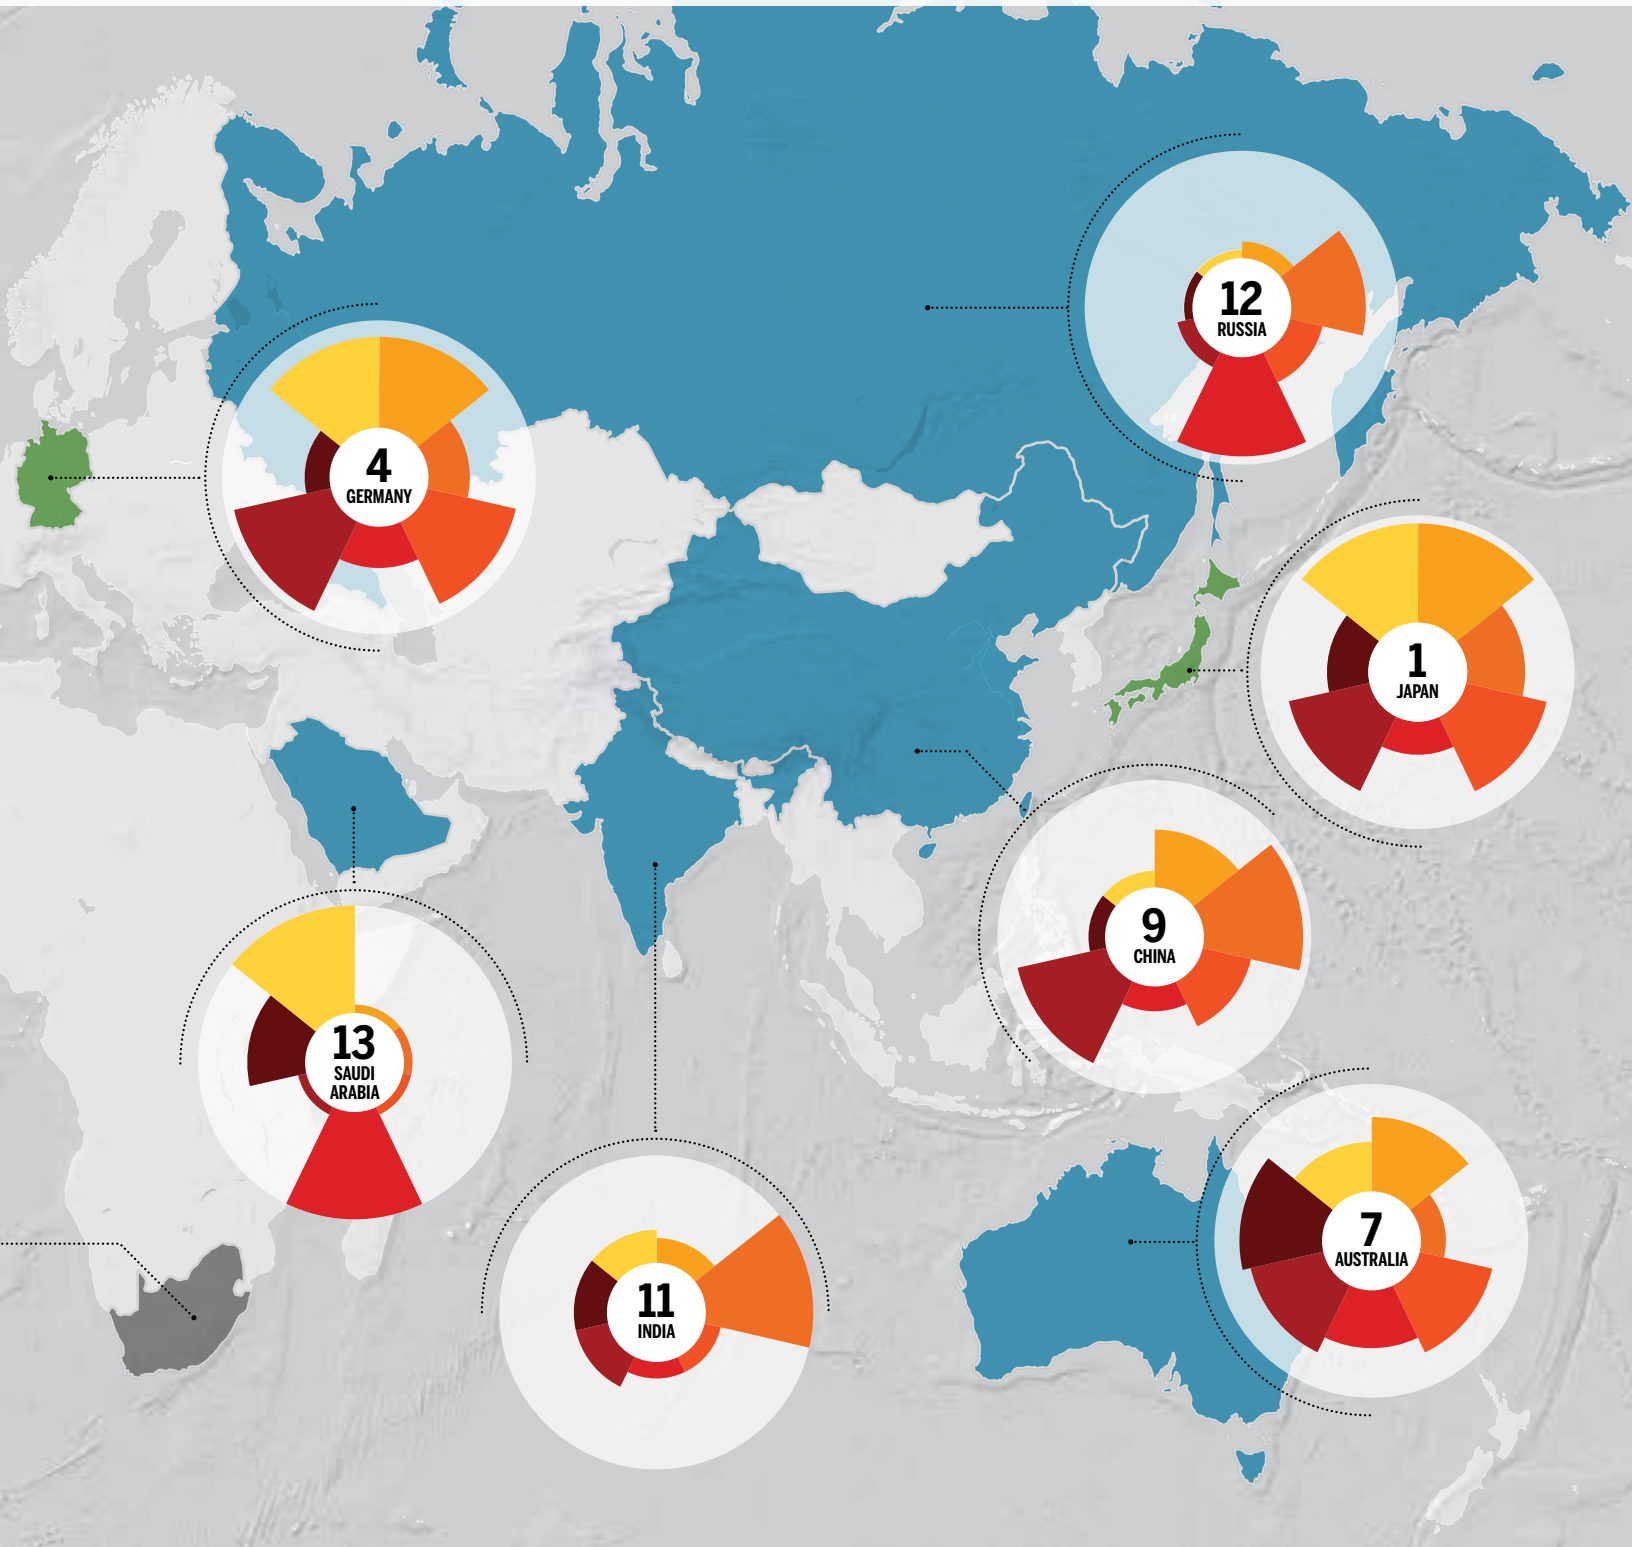 12
RUSSIA
4
GERMANY
1
JAPAN
9
CHINA
13
SAUDI
ARABIA
7
AUSTRALIA
11
INDIA